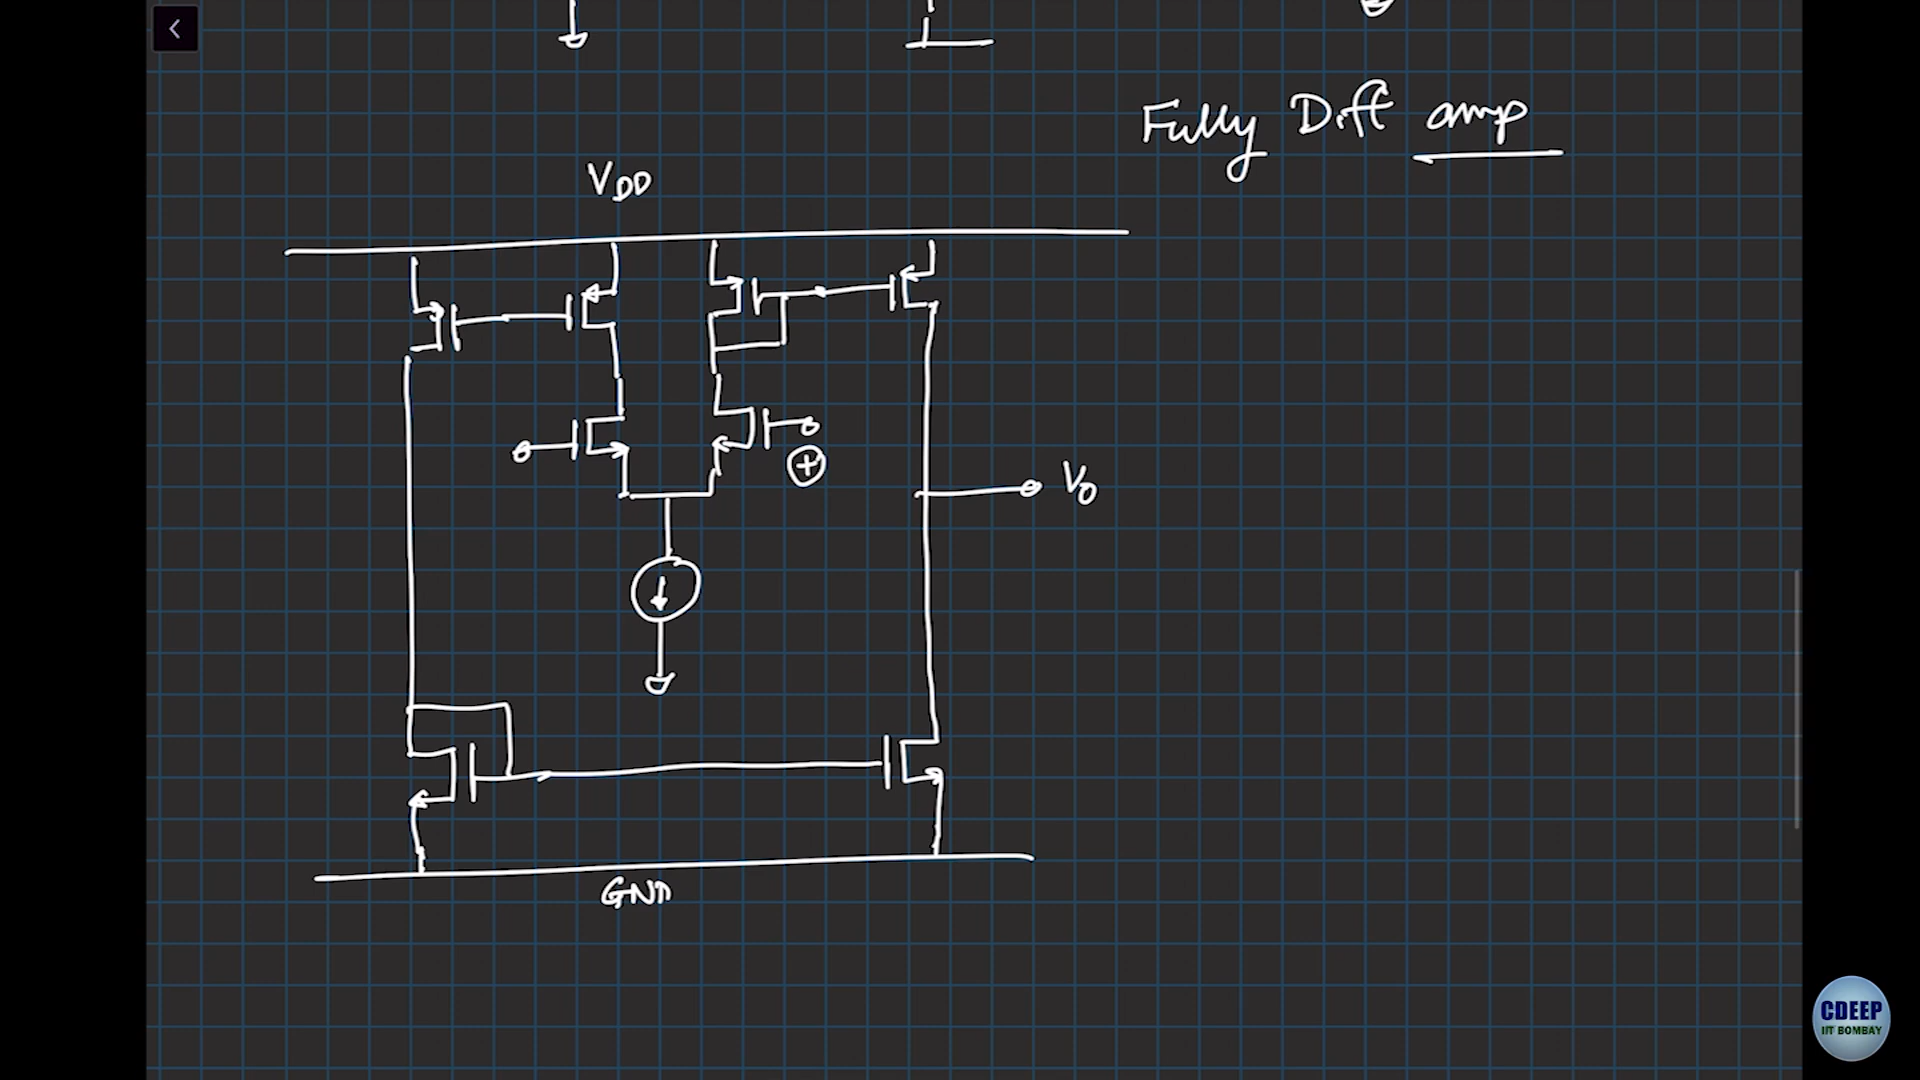 Fully Diff amp
VDD
+
V0
GND
CDEEP
IIT BOMBAY